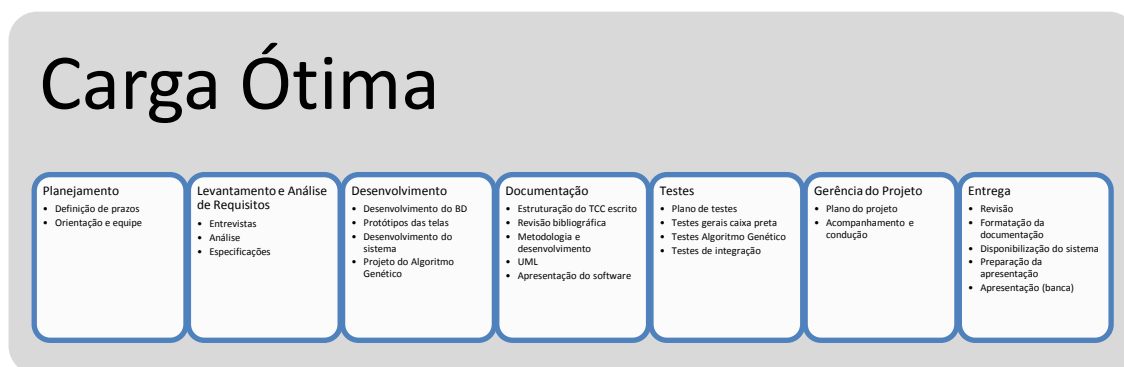 Carga Ótima
Planejamento
• Definição de prazos
• Orientação e equipe
Levantamento e Análise
de Requisitos
• Entrevistas
• Análise
• Especificações
Desenvolvimento
• Desenvolvimento do BD
• Protótipos das telas
• Desenvolvimento do
sistema
• Projeto do Algoritmo
Genético
Documentação
• Estruturação do TCC escrito
• Revisão bibliográfica
• Metodologia e
desenvolvimento
• UML
• Apresentação do software
Testes
• Plano de testes
• Testes gerais caixa preta
• Testes Algoritmo Genético
• Testes de integração
Gerência do Projeto
• Plano do projeto
• Acompanhamento e
condução
Entrega
• Revisão
• Formatação da
documentação
• Disponibilização do sistema
• Preparação da
apresentação
• Apresentação (banca)